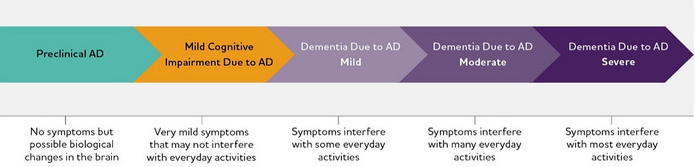 Preclinical AD
Mild Cognitive
Impairment Due to AD
Dementia Due to AD
Mild
Dementia Due to AD
Moderate
Dementia Due to AD
Severe
No symptoms but
possible biological
changes in the brain
Very mild symptoms
that may not interfere
with everyday activities
Symptoms interfere
with some everyday
activities
Symptoms interfere
with many everyday
activities
Symptoms interfere
with most everyday
activities